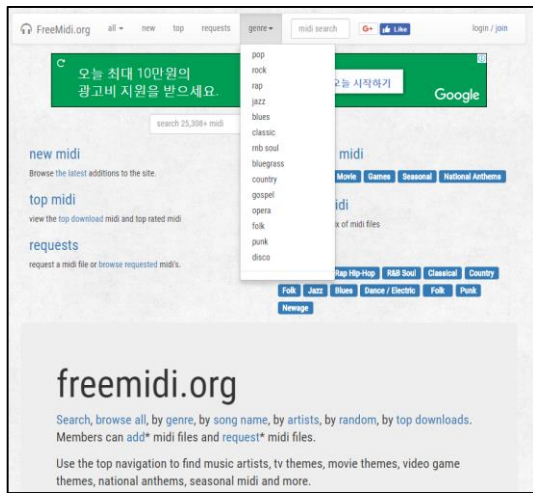 FreeMidi.org all new top requests genre midi search G+ Like login / join
오늘 최대 10만원의
광고비 지원을 받으세요.
오늘 시작하기
Google
pop
rock
rap
jazz
blues
classic
rnb soul
bluegrass
country
gospel
opera
folk
punk
disco
search 25,308+ midi
new midi
Browse the latest additions to the site.
top midi
view the top download midi and top rated midi
requests
request a midi file or browse requested midi's.
midi
Movie Games Seasonal National Anthems
idi
x of midi files
Rap Hip-Hop R&B Soul Classical Country
Folk Jazz Blues Dance / Electric Folk Punk
Newage
freemidi.org
Search, browse all, by genre, by song name, by artists, by random, by top downloads.
Members can add* midi files and request* midi files.
Use the top navigation to find music artists, tv themes, movie themes, video game
themes, national anthems, seasonal midi and more.